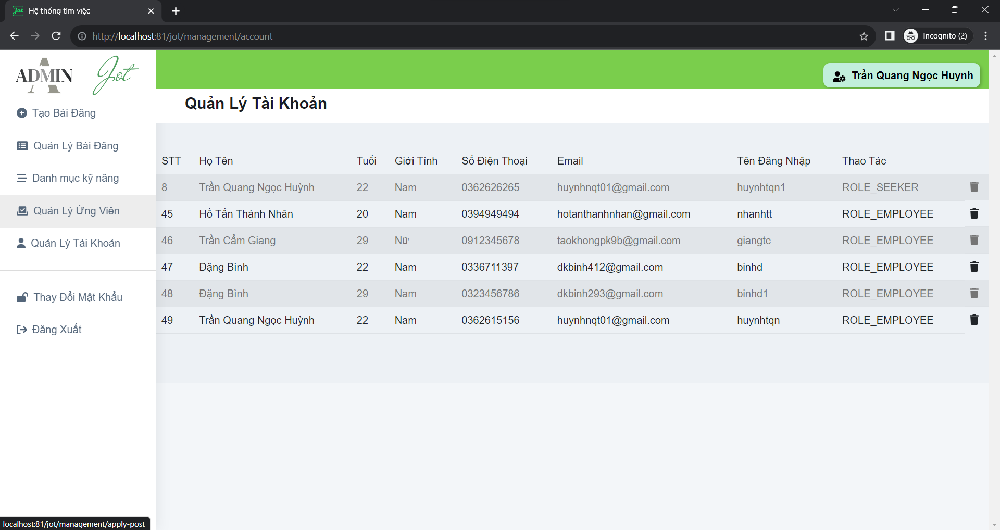 Jot Hệ thống tìm việc
http://localhost:81/jot/management/account
Incognito (2)
ADMIN
Jot
Trần Quang Ngọc Huynh
Quản Lý Tài Khoản
Tạo Bài Đăng
Quản Lý Bài Đăng
Danh mục kỹ năng
Quản Lý Ứng Viên
Quản Lý Tài Khoản
Thay Đổi Mật Khẩu
Đăng Xuất
STT Họ Tên Tuổi Giới Tính Số Điện Thoại Email Tên Đăng Nhập Thao Tác
8 Trần Quang Ngọc Huỳnh 22 Nam 0362626265 huynhnqt01@gmail.com huynhtqn1 ROLE_SEEKER
45 Hồ Tấn Thành Nhân 20 Nam 0394949494 hotanthanhnhan@gmail.com nhanhtt ROLE_EMPLOYEE
46 Trần Cẩm Giang 29 Nữ 0912345678 taokhongpk9b@gmail.com giangtc ROLE_EMPLOYEE
47 Đặng Bình 22 Nam 0336711397 dkbinh412@gmail.com binhd ROLE_EMPLOYEE
48 Đặng Bình 29 Nam 0323456786 dkbinh293@gmail.com binhd1 ROLE_EMPLOYEE
49 Trần Quang Ngọc Huỳnh 22 Nam 0362615156 huynhnqt01@gmail.com huynhtqn ROLE_EMPLOYEE
localhost:81/jot/management/apply-post